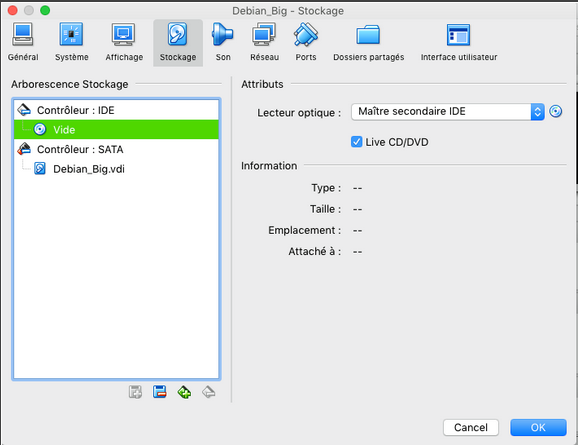 Debian_Big - Stockage
Général Système Affichage Stockage Son Réseau Ports Dossiers partagés Interface utilisateur
Arborescence Stockage
Contrôleur : IDE
Vide
Contrôleur : SATA
Debian_Big.vdi
Attributs
Lecteur optique : Maître secondaire IDE
Live CD/DVD
Information
Type : --
Taille : --
Emplacement : --
Attaché à : --
Cancel OK